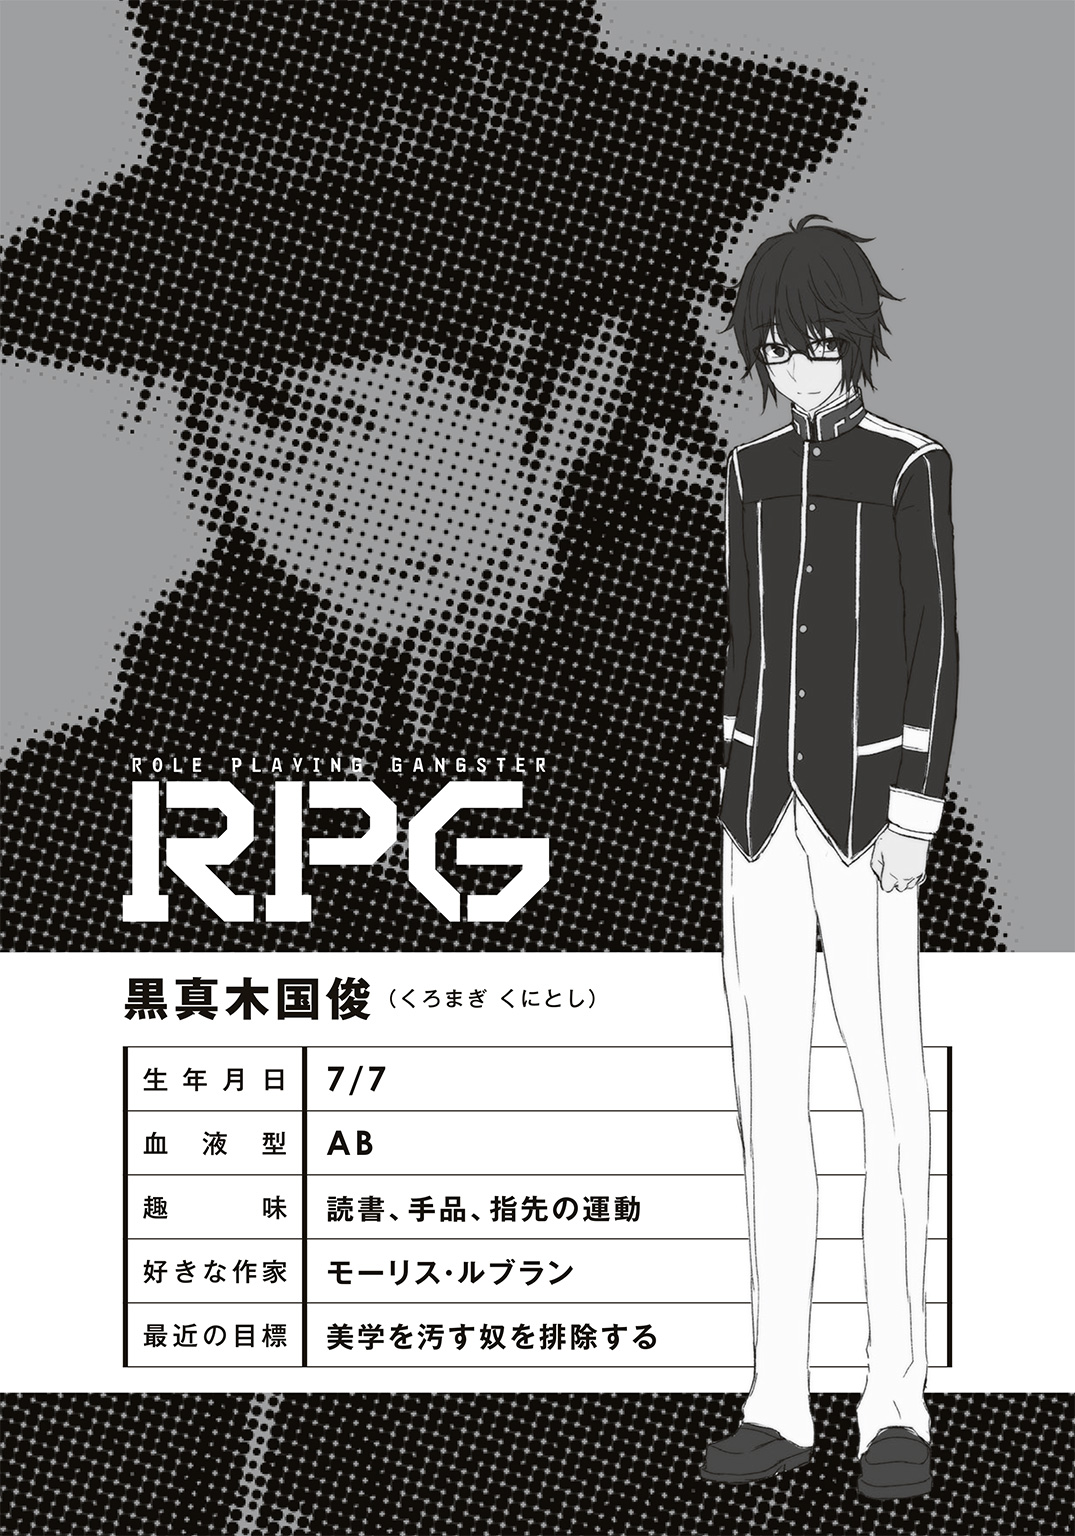 ROLE PLAYING GANGSTER
RPG
黒真木国俊 (くろまぎ くにとし)
生年月日 7/7
血液型 AB
趣味 読書、手品、指先の運動
好きな作家 モーリス・ルブラン
最近の目標 美学を汚す奴を排除する